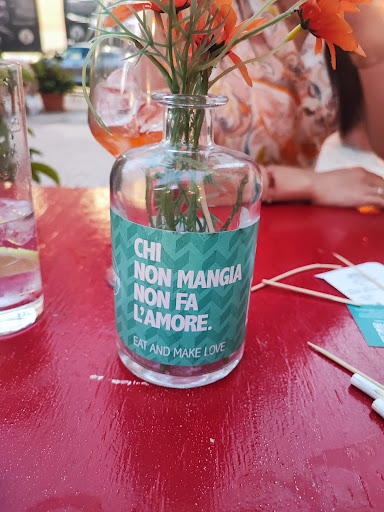 CHI
NON MANGIA
NON FA
L'AMORE.
EAT AND MAKE LOVE